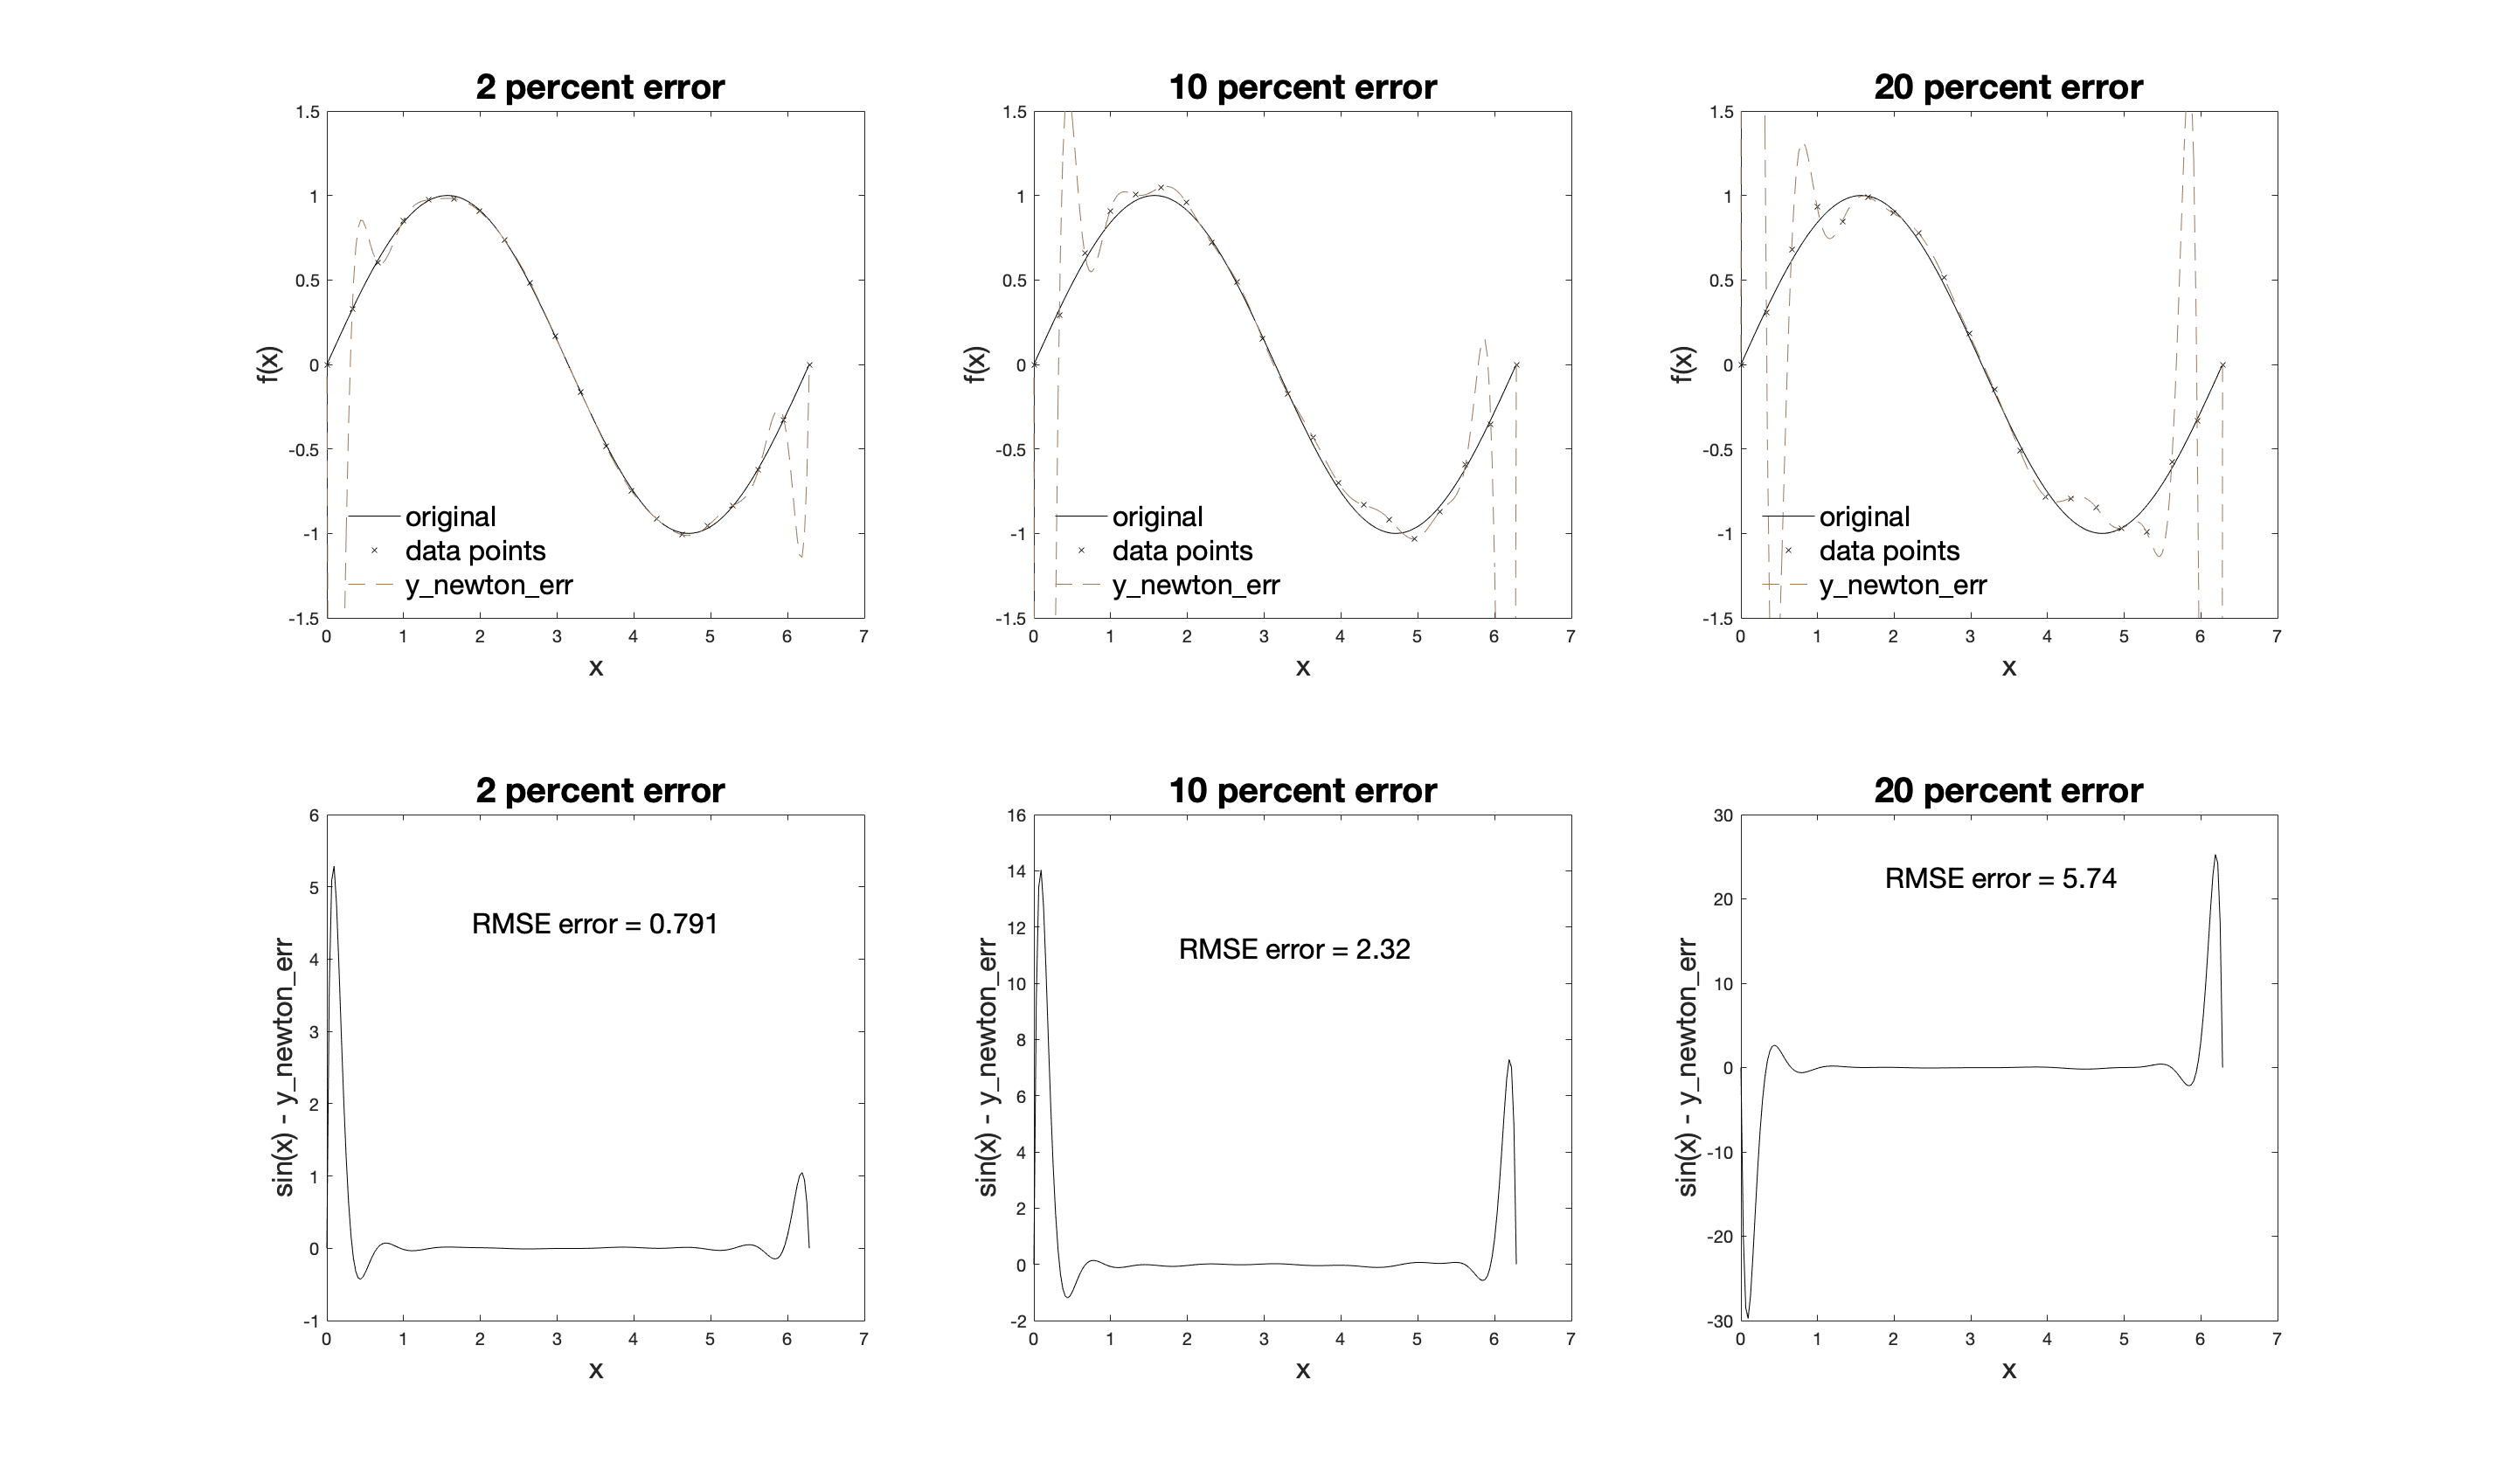 2 percent error
1.5
1
0.5
0
-0.5
-1
-1.5
f(x)
original
data points
y_newton_err
0 1 2 3 4 5 6 7
x
10 percent error
1.5
1
0.5
0
-0.5
-1
-1.5
f(x)
original
data points
y_newton_err
0 1 2 3 4 5 6 7
x
20 percent error
1.5
1
0.5
0
-0.5
-1
-1.5
f(x)
original
data points
y_newton_err
0 1 2 3 4 5 6 7
x
2 percent error
6
5
4
3
2
1
0
-1
sin(x) - y_newton_err
RMSE error = 0.791
0 1 2 3 4 5 6 7
x
10 percent error
16
14
12
10
8
6
4
2
0
-2
sin(x) - y_newton_err
RMSE error = 2.32
0 1 2 3 4 5 6 7
x
20 percent error
30
20
10
0
-10
-20
-30
sin(x) - y_newton_err
RMSE error = 5.74
0 1 2 3 4 5 6 7
x